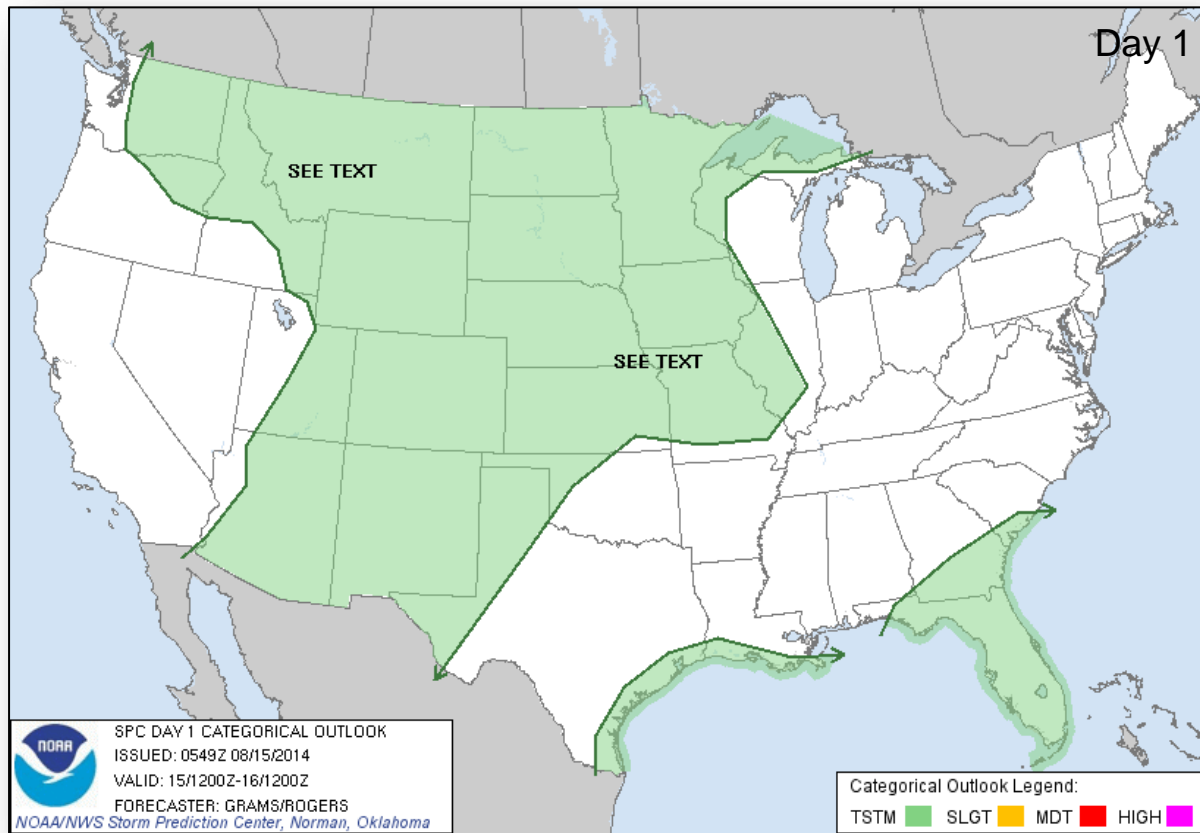 Day 1
SEE TEXT
SEE TEXT
NOAA
SPC DAY 1 CATEGORICAL OUTLOOK
ISSUED: 0549Z 08/15/2014
VALID: 15/1200Z-16/1200Z
FORECASTER: GRAMS/ROGERS
NOAA/NWS Storm Prediction Center, Norman, Oklahoma
Categorical Outlook Legend:
TSTM SLGT MDT HIGH